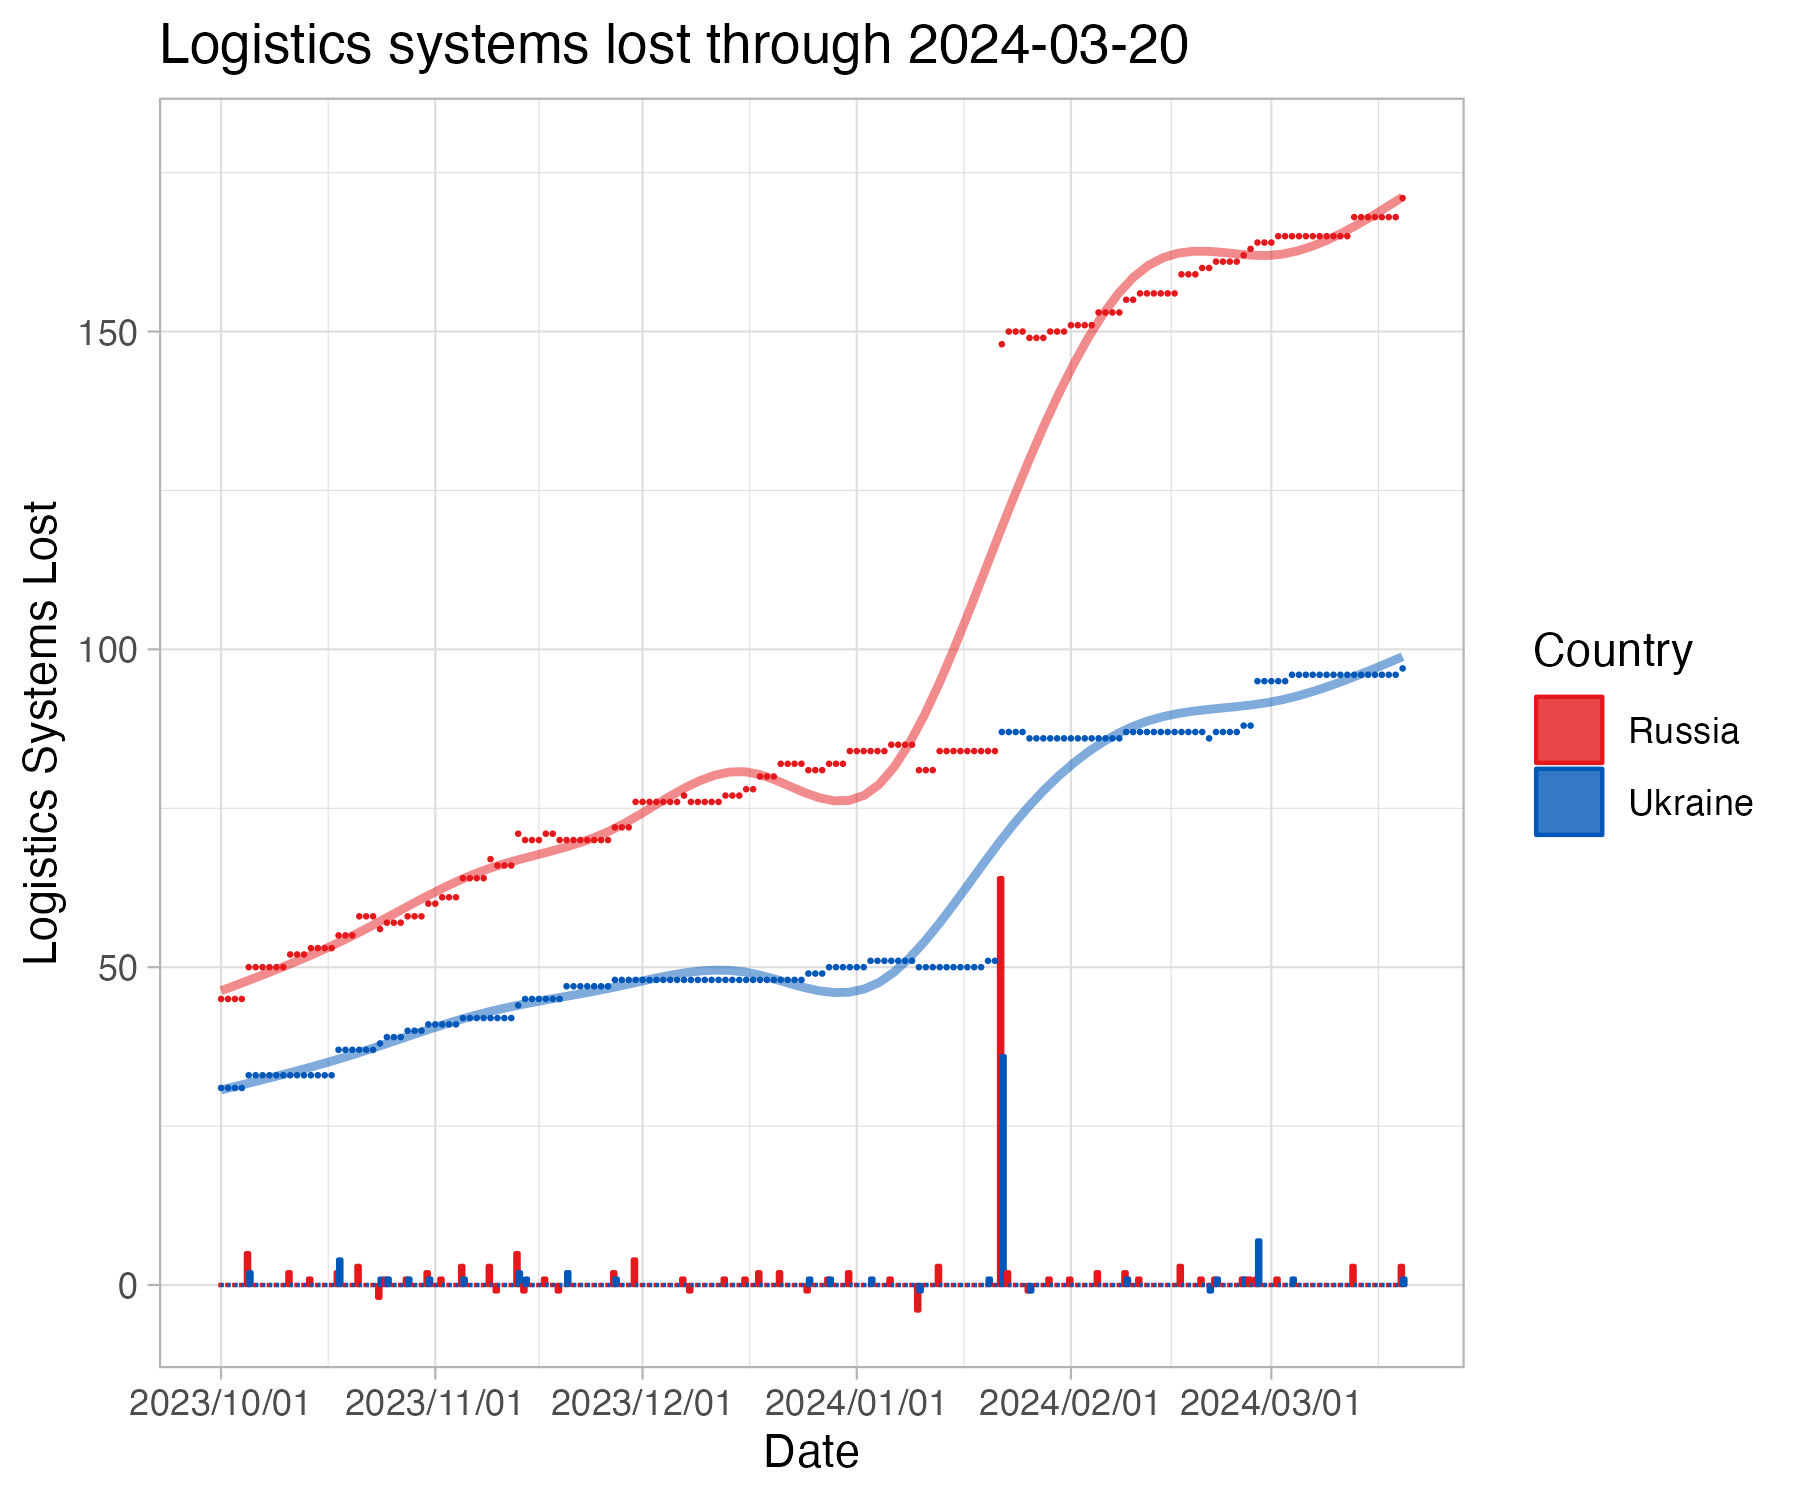 Logistics systems lost through 2024-03-20
Logistics Systems Lost
150
100
50
0
2023/10/01
2023/11/01
2023/12/01
2024/01/01
2024/02/01
2024/03/01
Date
Country
Russia
Ukraine